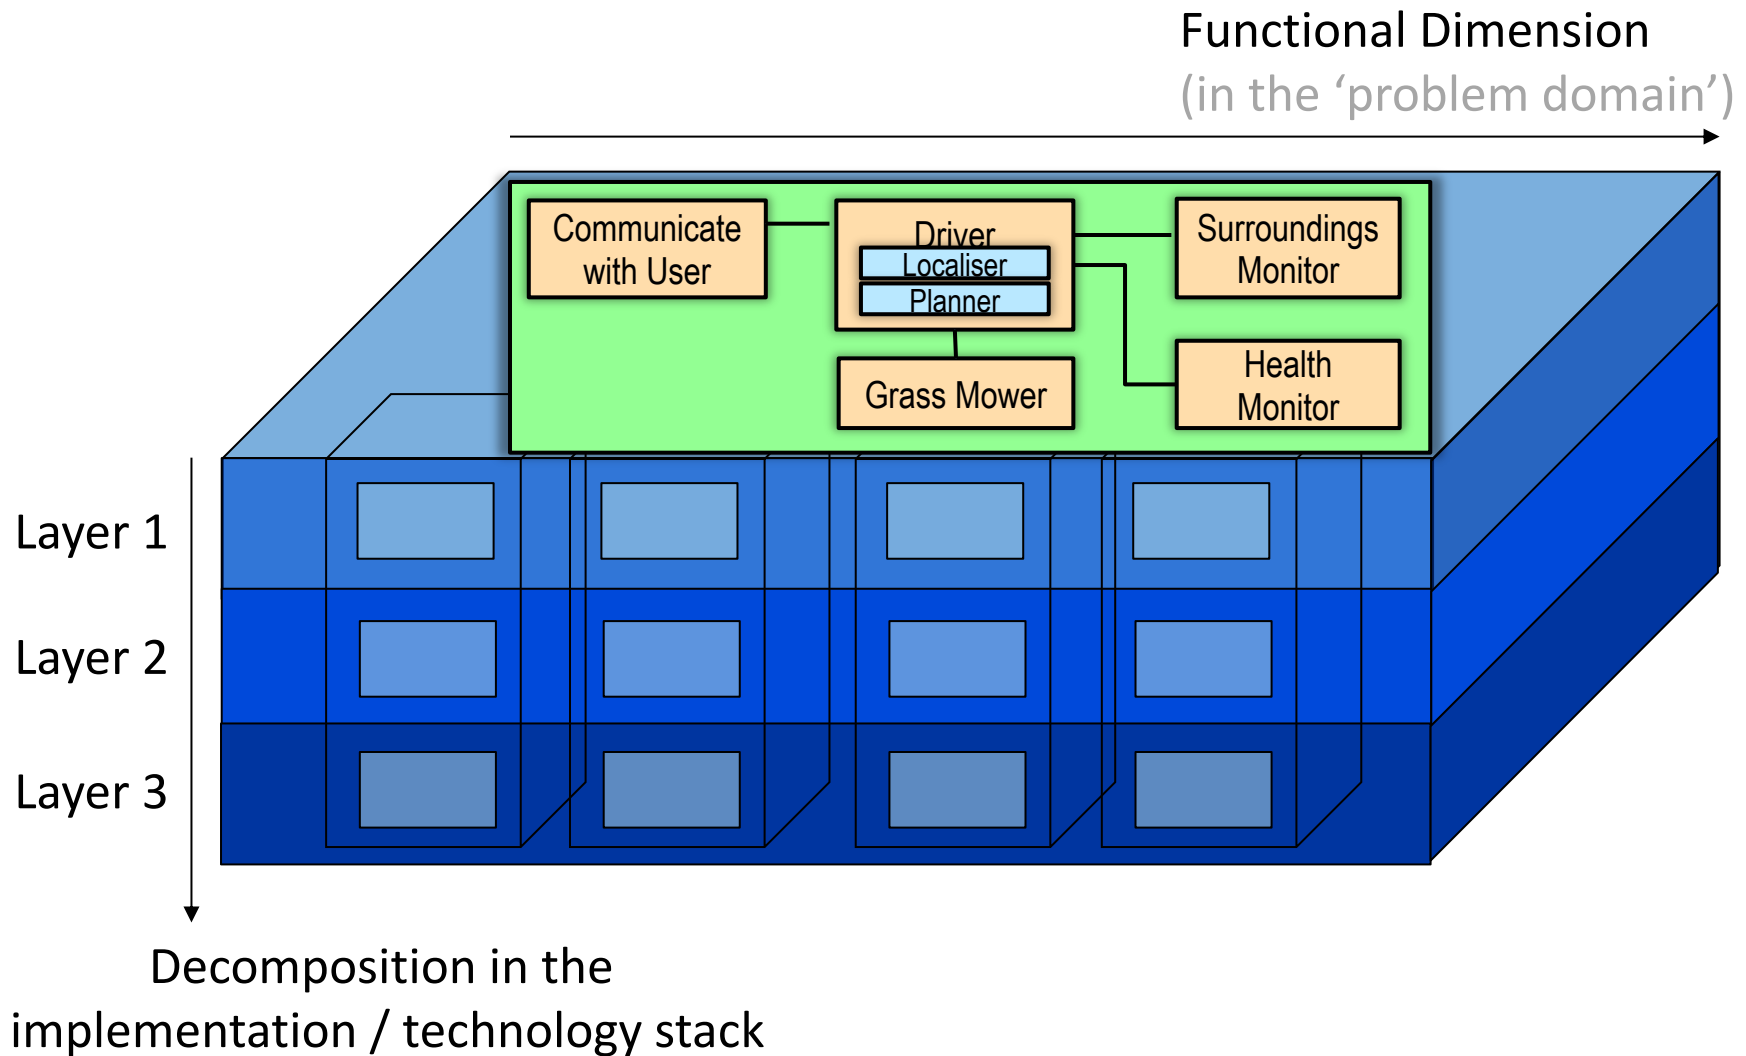 Functional Dimension
(in the ‘problem domain’)
Communicate
with User
Driver
Localiser
Planner
Surroundings
Monitor
Grass Mower
Health
Monitor
Layer 1
Layer 2
Layer 3
Decomposition in the
implementation / technology stack